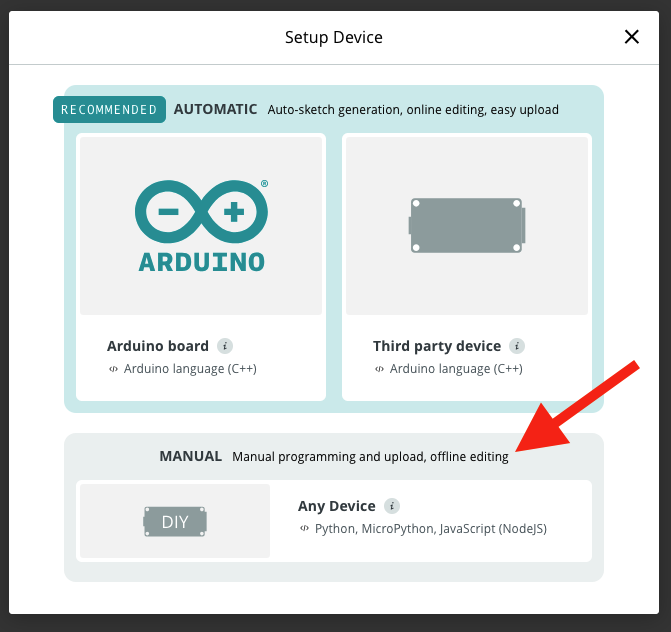 Setup Device
RECOMMENDED AUTOMATIC Auto-sketch generation, online editing, easy upload
ARDUINO®
Arduino board i
</> Arduino language (C++)
Third party device i
</> Arduino language (C++)
MANUAL Manual programming and upload, offline editing
DIY
Any Device i
</> Python, MicroPython, JavaScript (NodeJS)